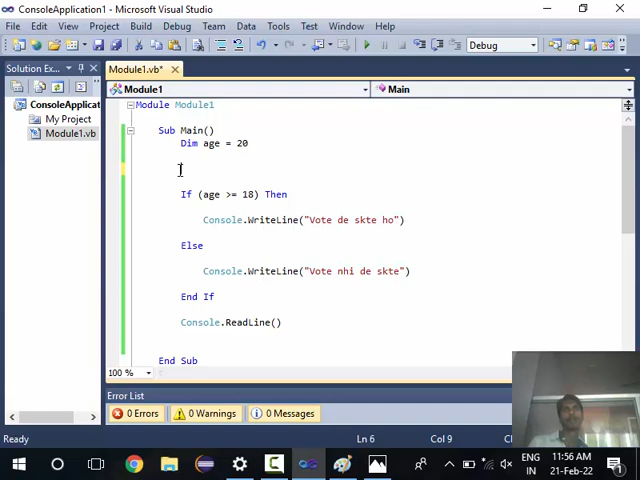 ConsoleApplication1 - Microsoft Visual Studio
File Edit View Project Build Debug Team Data Tools Test Window Help
Debug
Solution Ex...
Module1.vb*
Module1
Main
ConsoleApplicat
My Project
Module1.vb
Module Module1
Sub Main()
Dim age = 20
If (age >= 18) Then
Console.WriteLine("Vote de skte ho")
Else
Console.WriteLine("Vote nhi de skte")
End If
Console.ReadLine()
End Sub
100 %
Error List
0 Errors
0 Warnings
0 Messages
Ready
Ln 6
Col 9
ENG
IN
11:56 AM
21-Feb-22